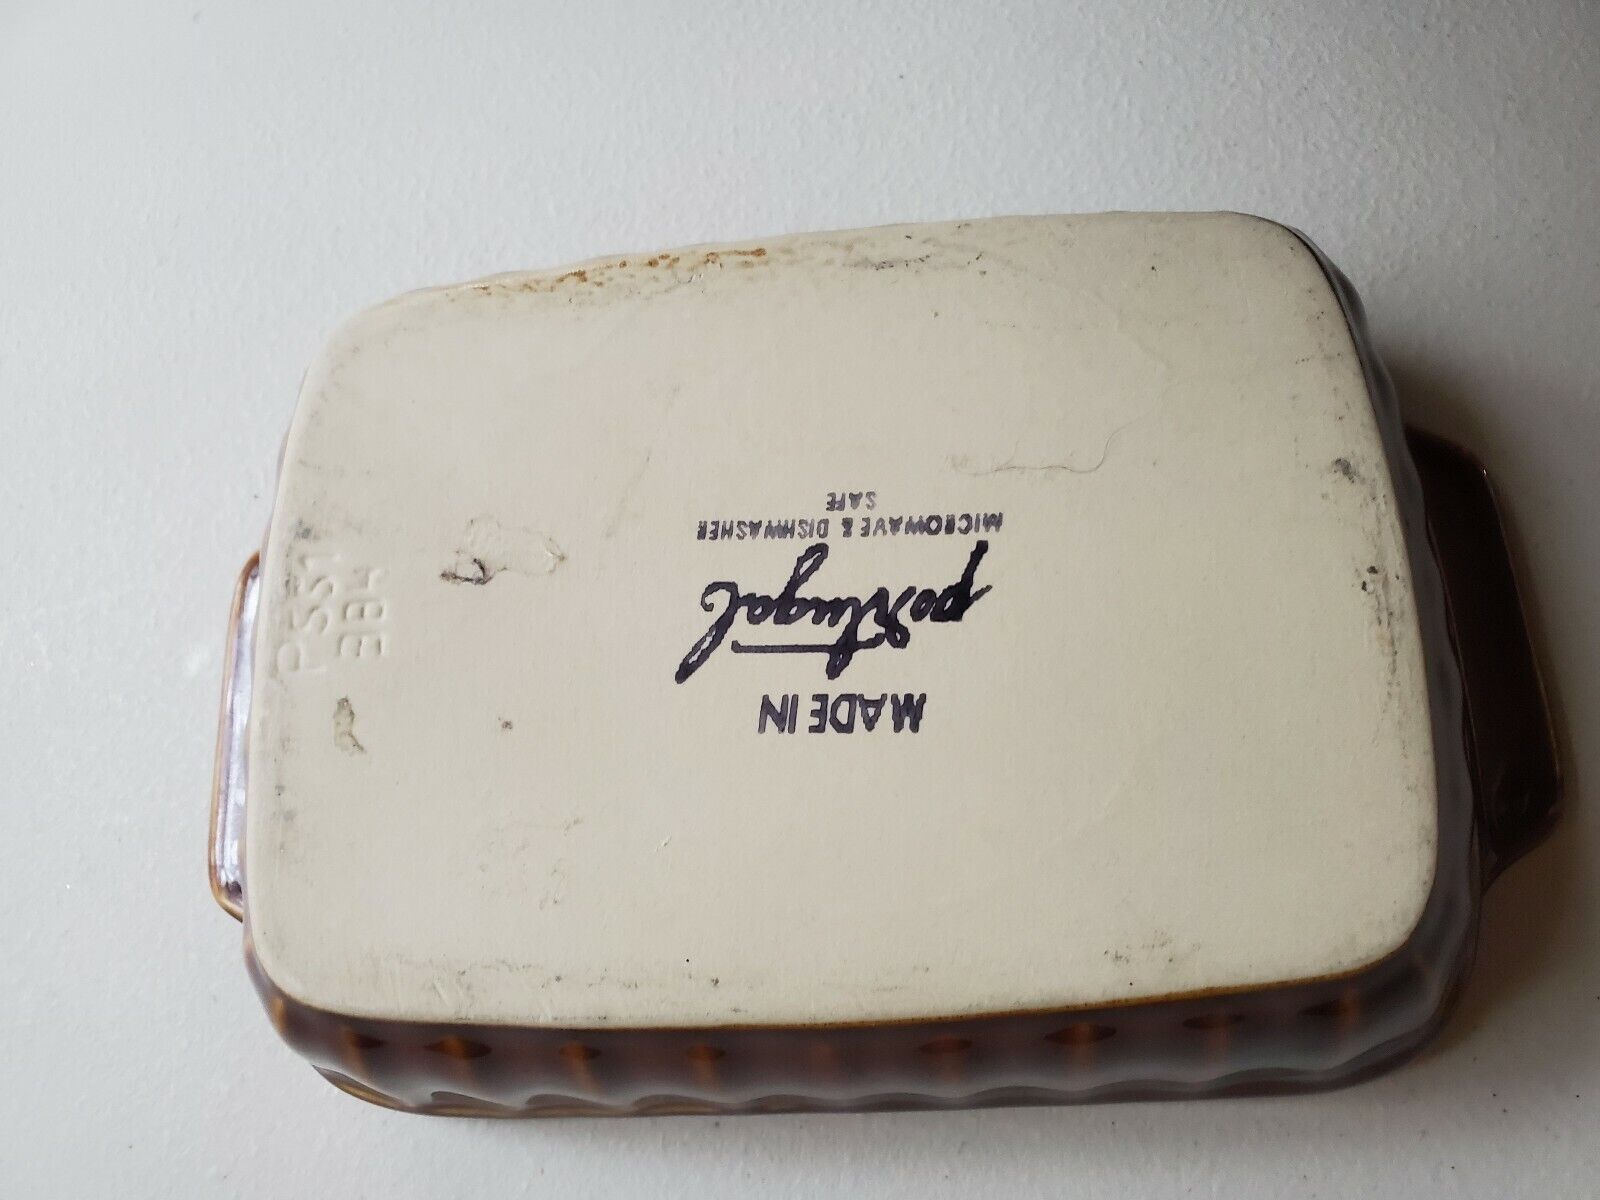 MADE IN
portugal
MICROWAVE & DISHWASHER
SAFE